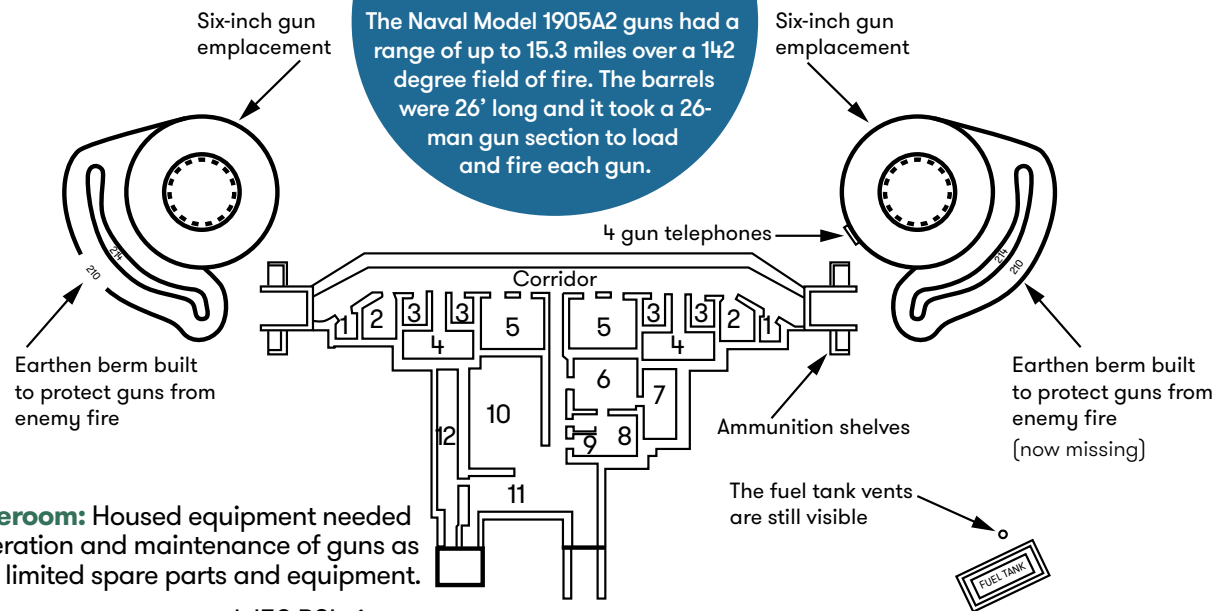 Six-inch gun
emplacement
The Naval Model 1905A2 guns had a
range of up to 15.3 miles over a 142
degree field of fire. The barrels
were 26’ long and it took a 26-
man gun section to load
and fire each gun.
Six-inch gun
emplacement
4 gun telephones
Corridor
214
210
214
210
1
2
3
3
5
5
3
3
2
1
4
4
Earthen berm built
to protect guns from
enemy fire
Earthen berm built
to protect guns from
enemy fire
(now missing)
6
7
10
12
9
8
Ammunition shelves
11
The fuel tank vents
are still visible
FUEL TANK
eroom: Housed equipment needed
eration and maintenance of guns as
limited spare parts and equipment.